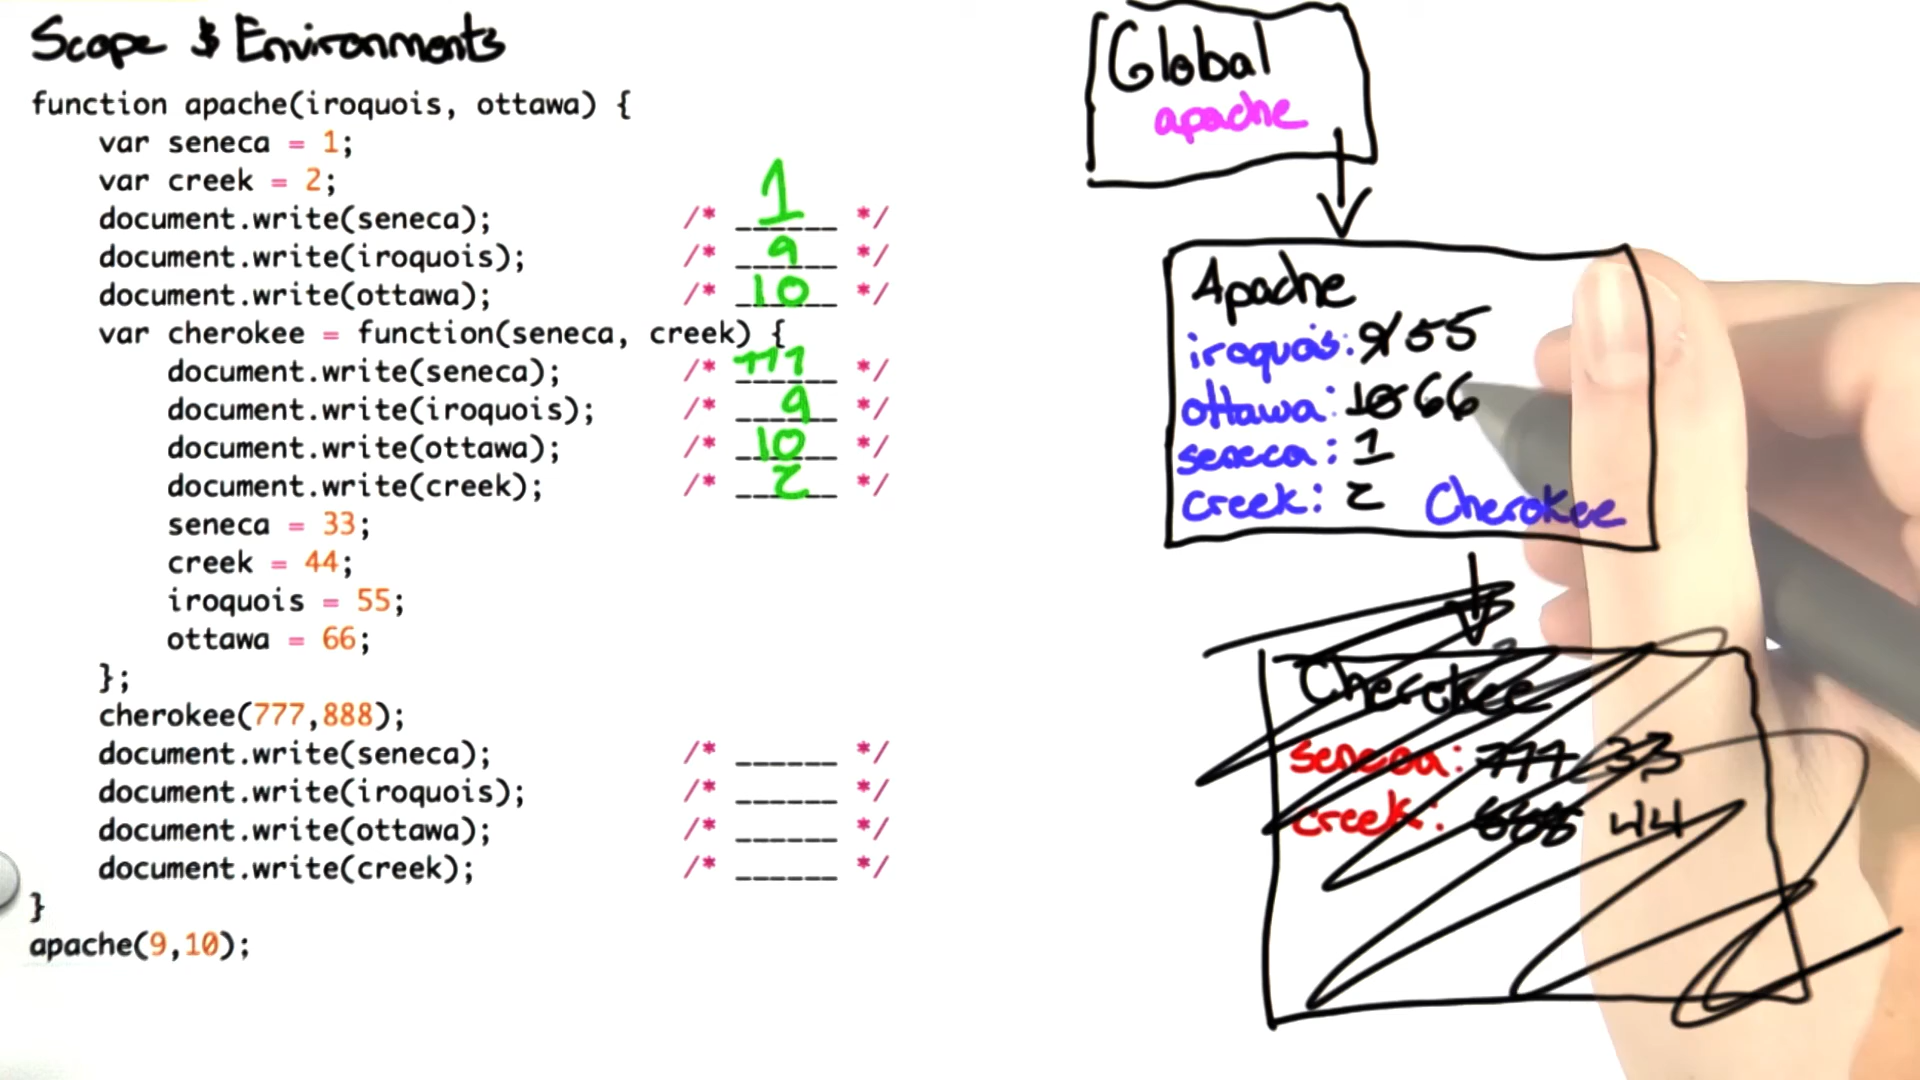 Scope & Environments
function apache(iroquois, ottawa) {
var seneca = 1;
var creek = 2;
document.write(seneca); /* 1 */
document.write(iroquois); /* 9 */
document.write(ottawa); /* 10 */
var cherokee = function(seneca, creek) {
document.write(seneca); /* 777 */
document.write(iroquois); /* 9 */
document.write(ottawa); /* 10 */
document.write(creek); /* 2 */
seneca = 33;
creek = 44;
iroquois = 55;
ottawa = 66;
};
cherokee(777,888);
document.write(seneca); /* ______ */
document.write(iroquois); /* ______ */
document.write(ottawa); /* ______ */
document.write(creek); /* ______ */
}
apache(9,10);
Global
apache
Apache
iroquois: 9 55
ottawa: 10 66
seneca: 1
creek: 2 Cherokee
Cherokee
seneca: 777 33
creek: 888 44